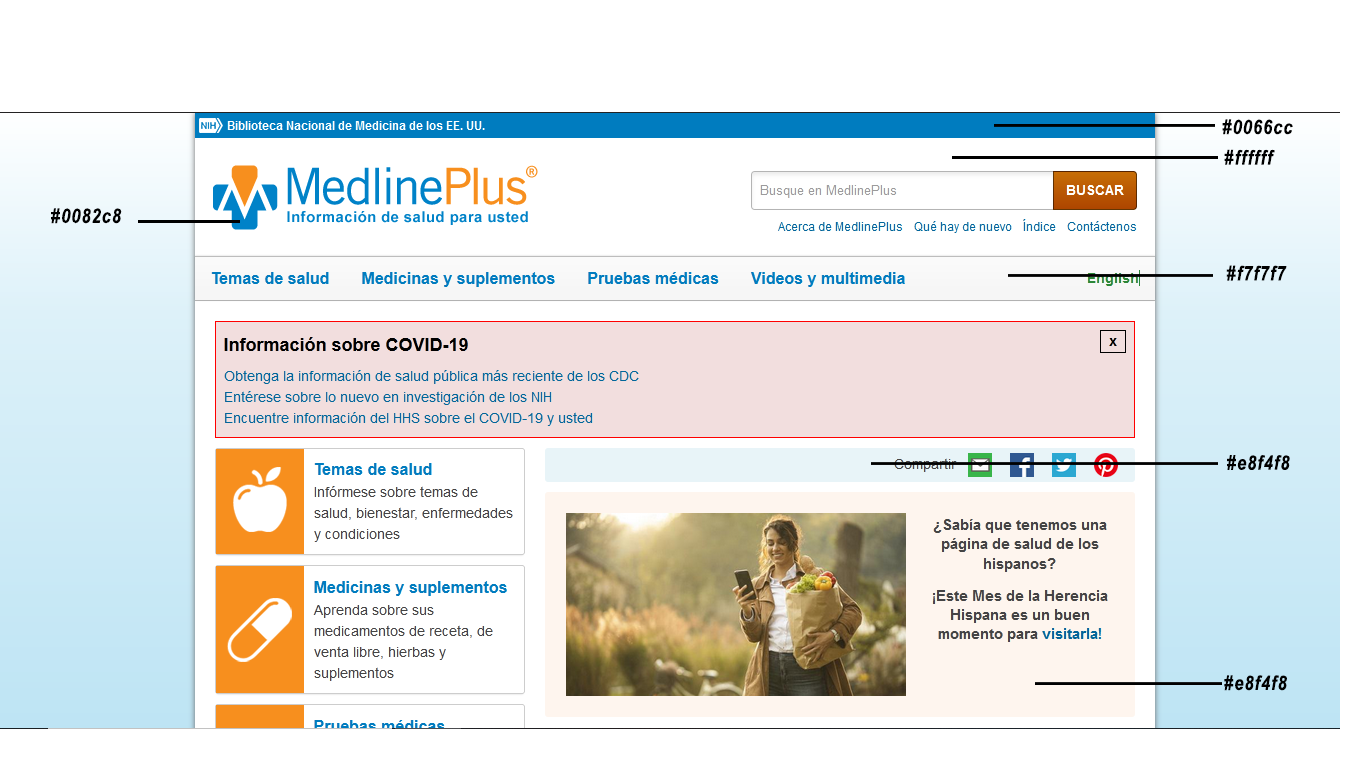 NIH Biblioteca Nacional de Medicina de los EE. UU.
#0066cc
#ffffff
MedlinePlus®
Información de salud para usted
#0082c8
Busque en MedlinePlus
BUSCAR
Acerca de MedlinePlus Qué hay de nuevo Índice Contáctenos
Temas de salud Medicinas y suplementos Pruebas médicas Videos y multimedia English
#f7f7f7
Información sobre COVID-19
x
Obtenga la información de salud pública más reciente de los CDC
Entérese sobre lo nuevo en investigación de los NIH
Encuentre información del HHS sobre el COVID-19 y usted
Temas de salud
Infórmese sobre temas de
salud, bienestar, enfermedades
y condiciones
Medicinas y suplementos
Aprenda sobre sus
medicamentos de receta, de
venta libre, hierbas y
suplementos
Pruebas médicas
Compartir
#e8f4f8
¿Sabía que tenemos una
página de salud de los
hispanos?
¡Este Mes de la Herencia
Hispana es un buen
momento para visitarla!
#e8f4f8